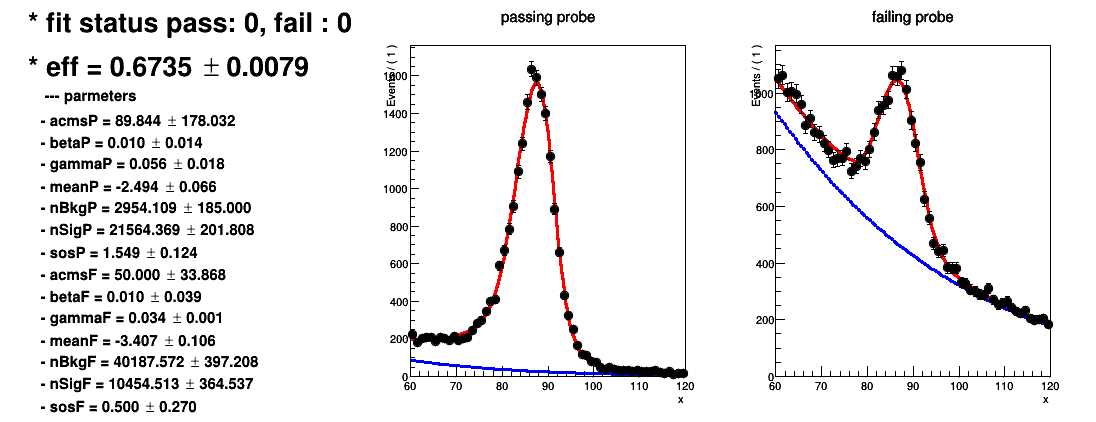 * fit status pass: 0, fail : 0
* eff = 0.6735 ± 0.0079
--- parmeters
- acmsP = 89.844 ± 178.032
- betaP = 0.010 ± 0.014
- gammaP = 0.056 ± 0.018
- meanP = -2.494 ± 0.066
- nBkgP = 2954.109 ± 185.000
- nSigP = 21564.369 ± 201.808
- sosP = 1.549 ± 0.124
- acmsF = 50.000 ± 33.868
- betaF = 0.010 ± 0.039
- gammaF = 0.034 ± 0.001
- meanF = -3.407 ± 0.106
- nBkgF = 40187.572 ± 397.208
- nSigF = 10454.513 ± 364.537
- sosF = 0.500 ± 0.270
passing probe
Events / ( 1 )
1600
1400
1200
1000
800
600
400
200
0
60 70 80 90 100 110 120
x
failing probe
Events / ( 1 )
1000
800
600
400
200
0
60 70 80 90 100 110 120
x